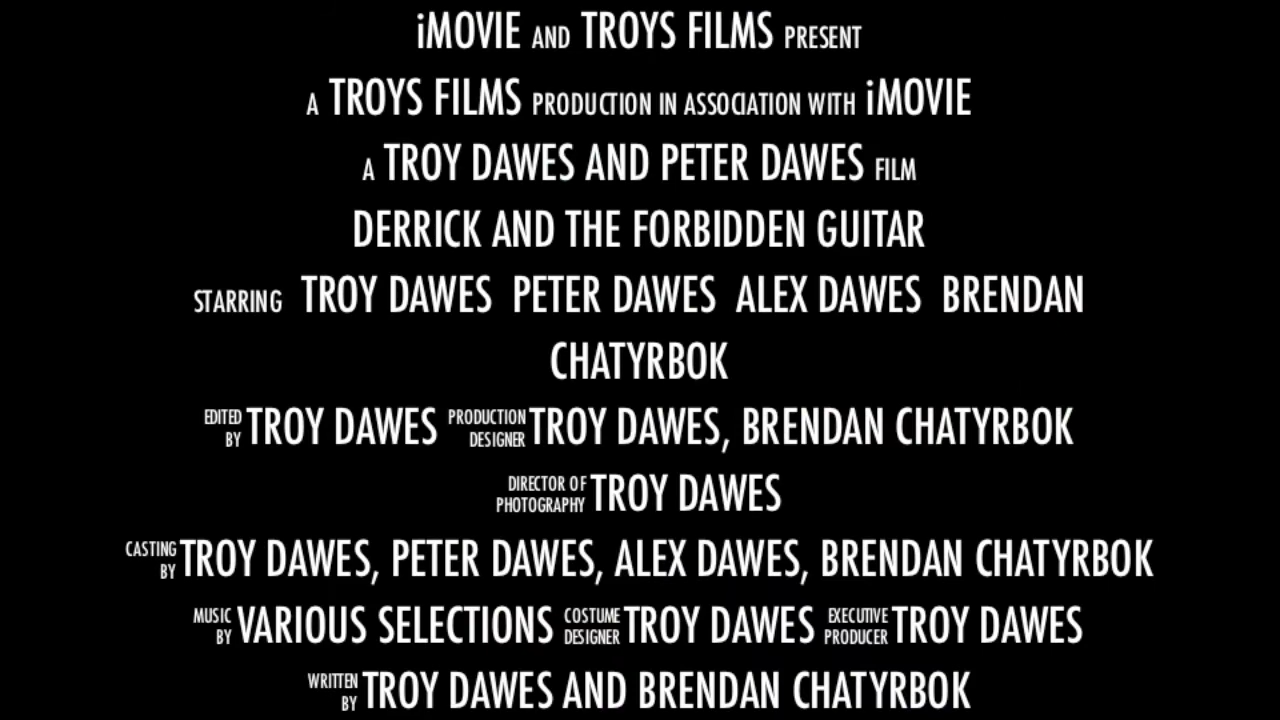 iMOVIE AND TROYS FILMS PRESENT
A TROYS FILMS PRODUCTION IN ASSOCIATION WITH iMOVIE
A TROY DAWES AND PETER DAWES FILM
DERRICK AND THE FORBIDDEN GUITAR
STARRING TROY DAWES PETER DAWES ALEX DAWES BRENDAN
CHATYRBOK
EDITED BY TROY DAWES PRODUCTION DESIGNER TROY DAWES, BRENDAN CHATYRBOK
DIRECTOR OF PHOTOGRAPHY TROY DAWES
CASTING BY TROY DAWES, PETER DAWES, ALEX DAWES, BRENDAN CHATYRBOK
MUSIC BY VARIOUS SELECTIONS COSTUME DESIGNER TROY DAWES EXECUTIVE PRODUCER TROY DAWES
WRITTEN BY TROY DAWES AND BRENDAN CHATYRBOK